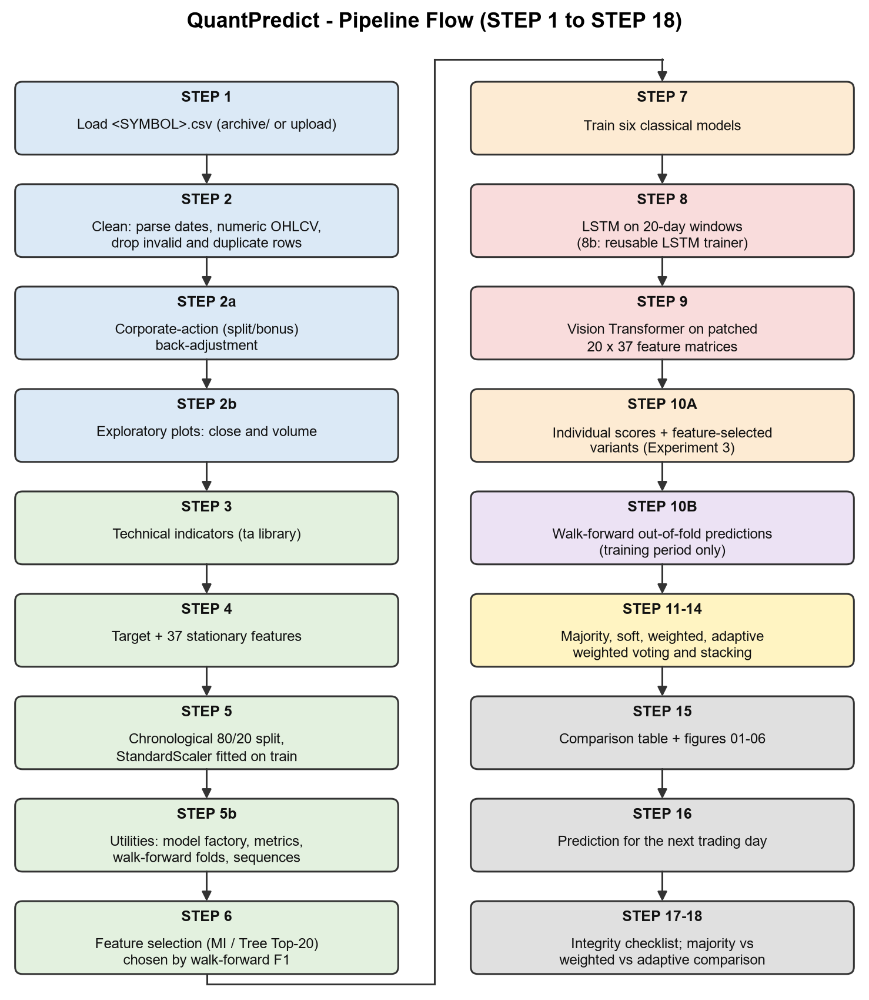 QuantPredict - Pipeline Flow (STEP 1 to STEP 18)
STEP 1
Load <SYMBOL>.csv (archive/ or upload)
STEP 2
Clean: parse dates, numeric OHLCV,
drop invalid and duplicate rows
STEP 2a
Corporate-action (split/bonus)
back-adjustment
STEP 2b
Exploratory plots: close and volume
STEP 3
Technical indicators (ta library)
STEP 4
Target + 37 stationary features
STEP 5
Chronological 80/20 split,
StandardScaler fitted on train
STEP 5b
Utilities: model factory, metrics,
walk-forward folds, sequences
STEP 6
Feature selection (MI / Tree Top-20)
chosen by walk-forward F1
STEP 7
Train six classical models
STEP 8
LSTM on 20-day windows
(8b: reusable LSTM trainer)
STEP 9
Vision Transformer on patched
20 x 37 feature matrices
STEP 10A
Individual scores + feature-selected
variants (Experiment 3)
STEP 10B
Walk-forward out-of-fold predictions
(training period only)
STEP 11-14
Majority, soft, weighted, adaptive
weighted voting and stacking
STEP 15
Comparison table + figures 01-06
STEP 16
Prediction for the next trading day
STEP 17-18
Integrity checklist; majority vs
weighted vs adaptive comparison